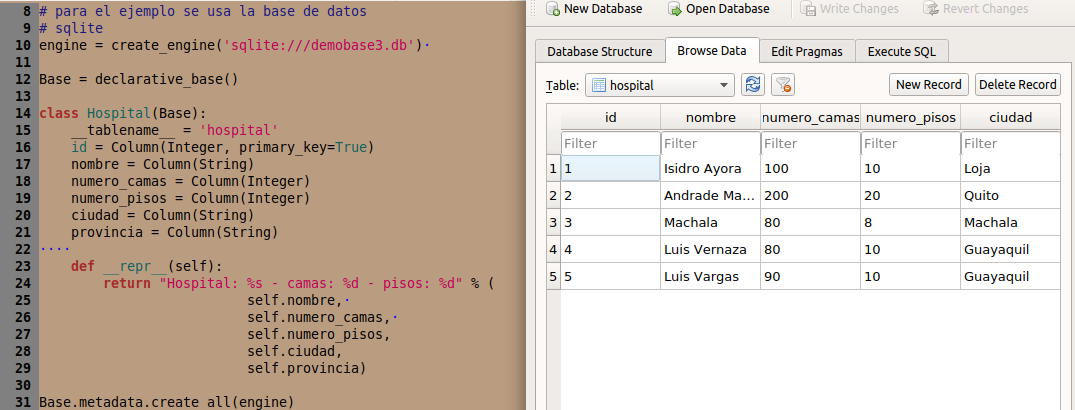 8 # para el ejemplo se usa la base de datos
9 # sqlite
10 engine = create_engine('sqlite:///demobase3.db')·
11
12 Base = declarative_base()
13
14 class Hospital(Base):
15     __tablename__ = 'hospital'
16     id = Column(Integer, primary_key=True)
17     nombre = Column(String)
18     numero_camas = Column(Integer)
19     numero_pisos = Column(Integer)
20     ciudad = Column(String)
21     provincia = Column(String)
22 ····
23     def __repr__(self):
24         return "Hospital: %s - camas: %d - pisos: %d" % (
25                           self.nombre,·
26                           self.numero_camas,·
27                           self.numero_pisos,
28                           self.ciudad,
29                           self.provincia)
30
31 Base.metadata.create_all(engine)
New Database Open Database Write Changes Revert Changes
Database Structure Browse Data Edit Pragmas Execute SQL
Table: hospital New Record Delete Record
id nombre numero_camas numero_pisos ciudad
Filter Filter Filter Filter Filter
1 1 Isidro Ayora 100 10 Loja
2 2 Andrade Ma... 200 20 Quito
3 3 Machala 80 8 Machala
4 4 Luis Vernaza 80 10 Guayaquil
5 5 Luis Vargas 90 10 Guayaquil